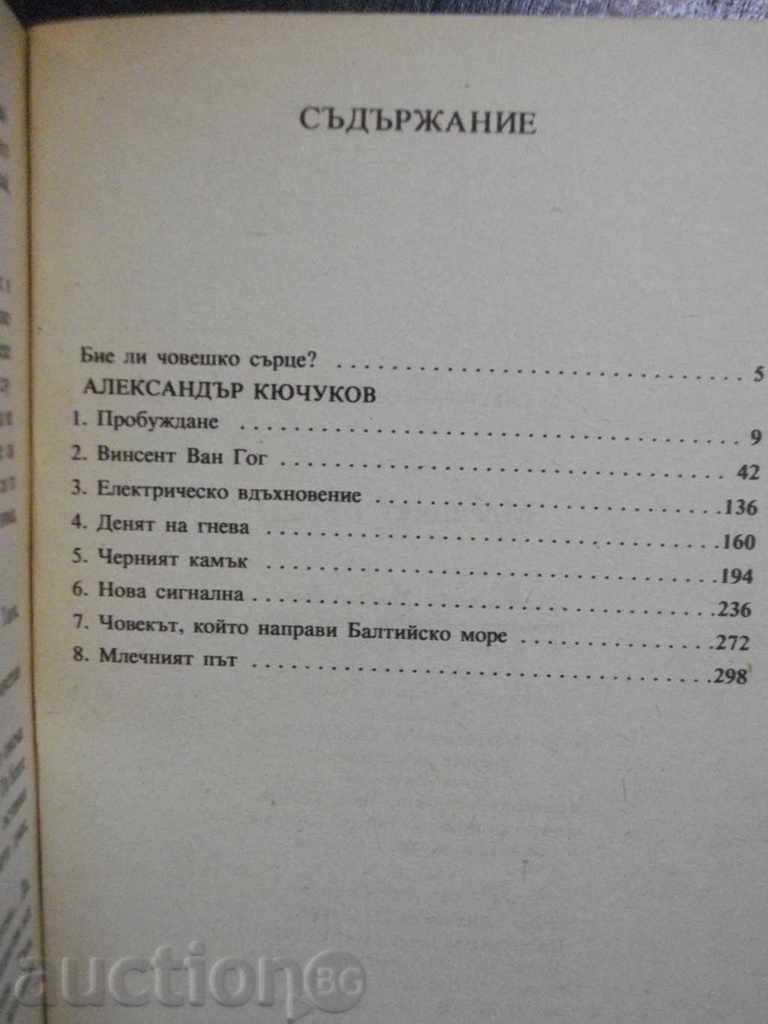 СЪДЪРЖАНИЕ
Бие ли човешко сърце? .......... 5
АЛЕКСАНДЪР КЮЧУКОВ
1. Пробуждане .......... 9
2. Винсент Ван Гог .......... 42
3. Електрическо вдъхновение .......... 136
4. Денят на гнева .......... 160
5. Черният камък .......... 194
6. Нова сигнална .......... 236
7. Човекът, който направи Балтийско море .......... 272
8. Млечният път .......... 298
auctionBG